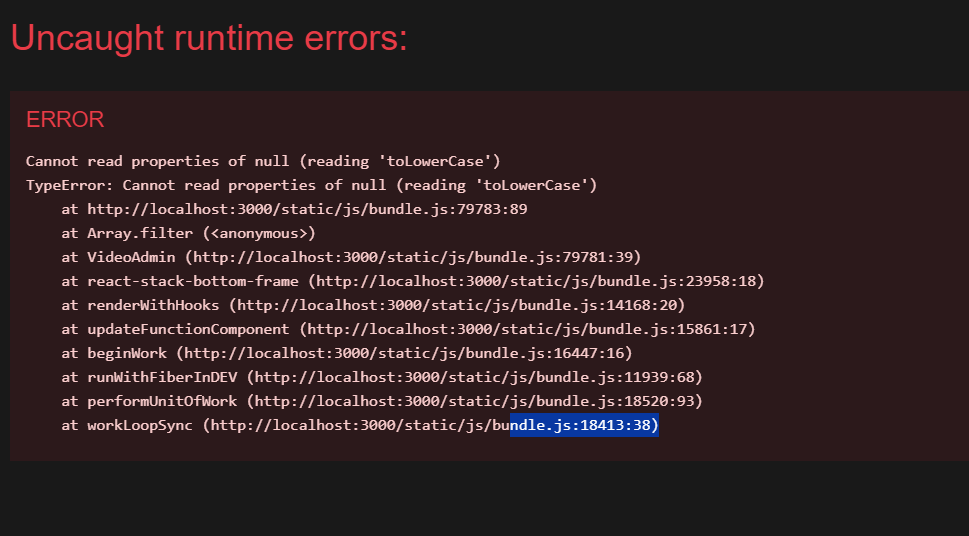 Uncaught runtime errors:
ERROR
Cannot read properties of null (reading 'toLowerCase')
TypeError: Cannot read properties of null (reading 'toLowerCase')
at http://localhost:3000/static/js/bundle.js:79783:89
at Array.filter (<anonymous>)
at VideoAdmin (http://localhost:3000/static/js/bundle.js:79781:39)
at react-stack-bottom-frame (http://localhost:3000/static/js/bundle.js:23958:18)
at renderWithHooks (http://localhost:3000/static/js/bundle.js:14168:20)
at updateFunctionComponent (http://localhost:3000/static/js/bundle.js:15861:17)
at beginWork (http://localhost:3000/static/js/bundle.js:16447:16)
at runWithFiberInDEV (http://localhost:3000/static/js/bundle.js:11939:68)
at performUnitOfWork (http://localhost:3000/static/js/bundle.js:18520:93)
at workLoopSync (http://localhost:3000/static/js/bundle.js:18413:38)